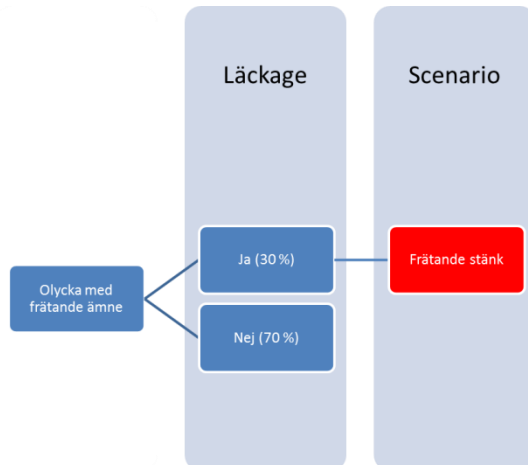 Läckage
Scenario
Ja (30 %)
Frätande stänk
Olycka med
frätande ämne
Nej (70 %)